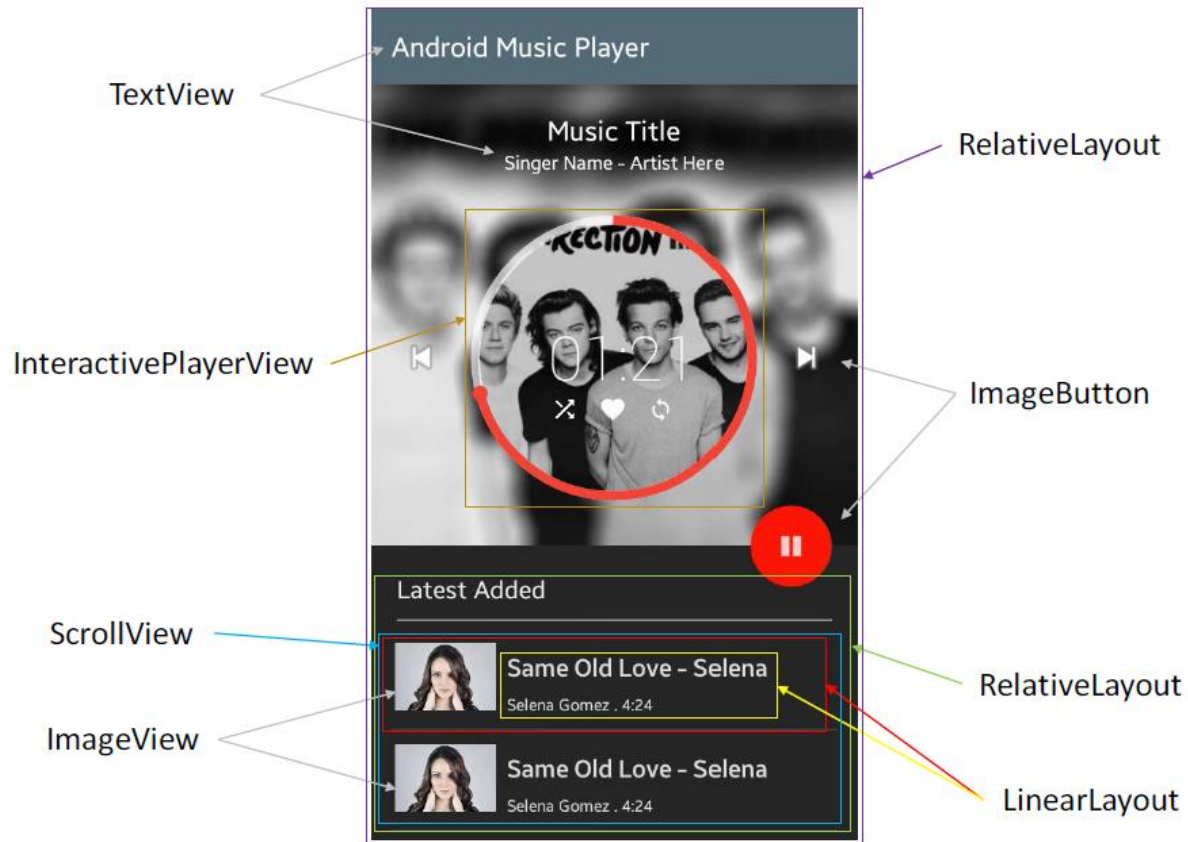 Android Music Player
TextView
Music Title
RelativeLayout
Singer Name - Artist Here
RECTION
InteractivePlayerView
01:21
ImageButton
Latest Added
ScrollView
Same Old Love - Selena
Selena Gomez . 4:24
RelativeLayout
ImageView
Same Old Love - Selena
Selena Gomez . 4:24
LinearLayout